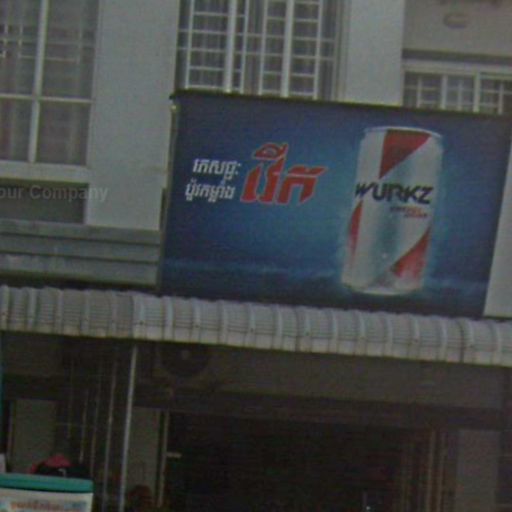 ភេសជ្ជៈ
ប៉ូវកម្លាំង
វើក
WURKZ
our Company